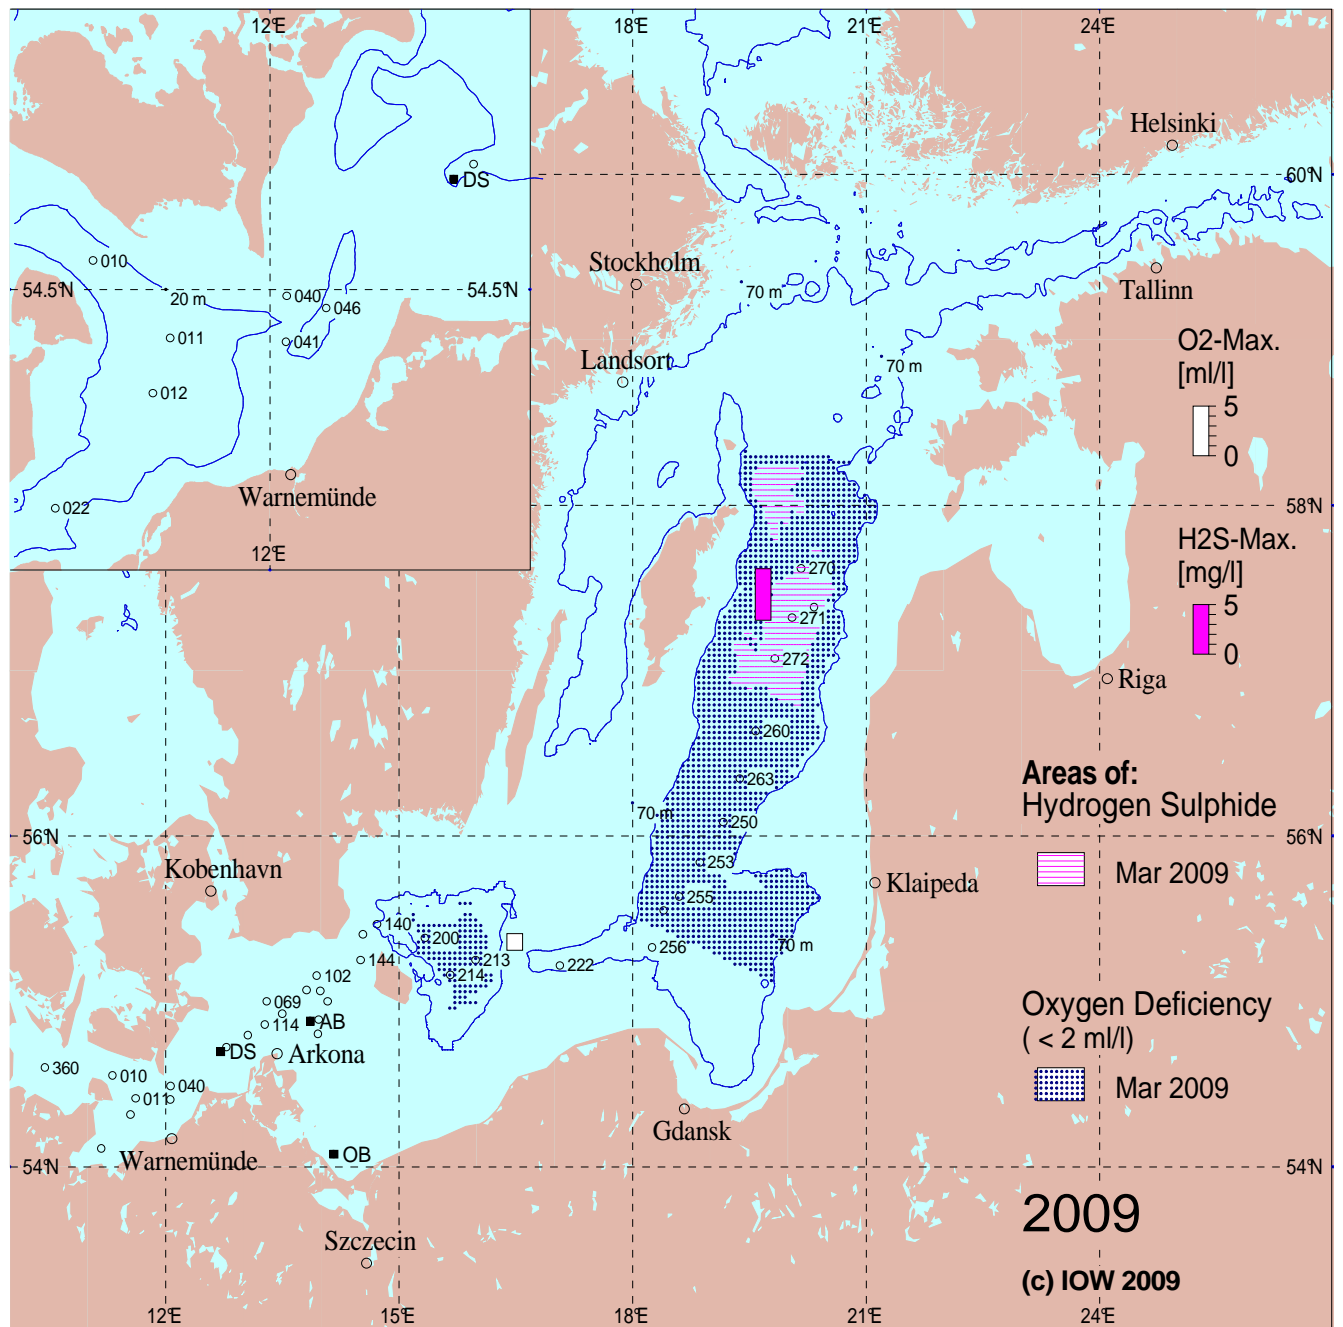 12°E
18°E
21°E
24°E
Helsinki
DS
60°N
010
Stockholm
54.5°N
20 m
040
54.5°N
70 m
Tallinn
046
011
041
O2-Max.
[ml/l]
Landsort
70 m
012
5
0
Warnemünde
022
58°N
H2S-Max.
[mg/l]
12°E
270
5
271
0
272
Riga
260
Areas of:
263
Hydrogen Sulphide
70 m
250
56°N
56°N
253
Kobenhavn
Mar 2009
Klaipeda
255
140
200
256
70 m
144
213
222
214
102
069
Oxygen Deficiency
( < 2 ml/l)
114
AB
DS
Arkona
360
010
040
Mar 2009
011
Gdansk
Warnemünde
OB
54°N
54°N
2009
Szczecin
(c) IOW 2009
12°E
15°E
18°E
21°E
24°E